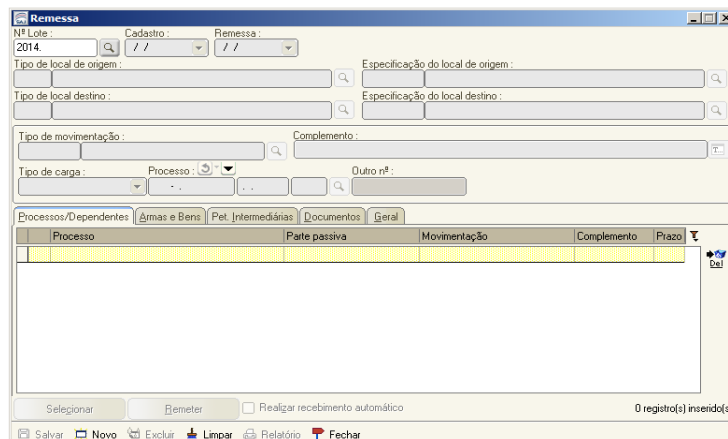 SAJ Remessa
Nº Lote : Cadastro : Remessa :
2014. / / / /
Tipo de local de origem : Especificação do local de origem :
Tipo de local destino : Especificação do local destino :
Tipo de movimentação : Complemento :
Tipo de carga : Processo : Outro nº :
- . . .
Processos/Dependentes Armas e Bens Pet. Intermediárias Documentos Geral
Processo Parte passiva Movimentação Complemento Prazo
Del
Selecionar Remeter Realizar recebimento automático 0 registro(s) inserido(s
Salvar Novo Excluir Limpar Relatório Fechar